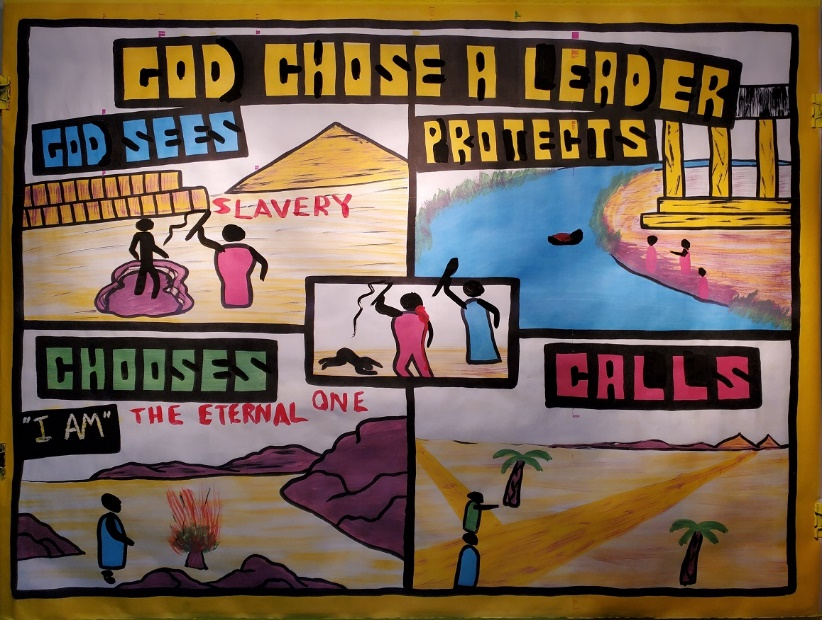 GOD CHOSE A LEADER
GOD SEES
PROTECTS
SLAVERY
CHOOSES
CALLS
"I AM" THE ETERNAL ONE